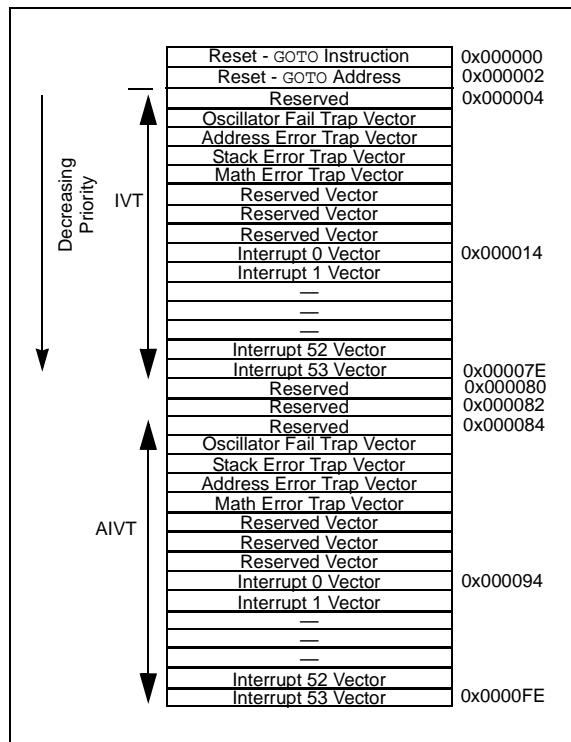 Reset - GOTO Instruction 0x000000
Reset - GOTO Address 0x000002
Reserved 0x000004
Oscillator Fail Trap Vector
Address Error Trap Vector
Stack Error Trap Vector
Math Error Trap Vector
Reserved Vector
Reserved Vector
Reserved Vector
Interrupt 0 Vector 0x000014
Interrupt 1 Vector
—
—
—
Interrupt 52 Vector
Interrupt 53 Vector 0x00007E
Decreasing
Priority
IVT
Reserved 0x000080
Reserved 0x000082
Reserved 0x000084
Oscillator Fail Trap Vector
Stack Error Trap Vector
Address Error Trap Vector
Math Error Trap Vector
Reserved Vector
Reserved Vector
Reserved Vector
Interrupt 0 Vector 0x000094
Interrupt 1 Vector
—
—
—
Interrupt 52 Vector
Interrupt 53 Vector 0x0000FE
AIVT